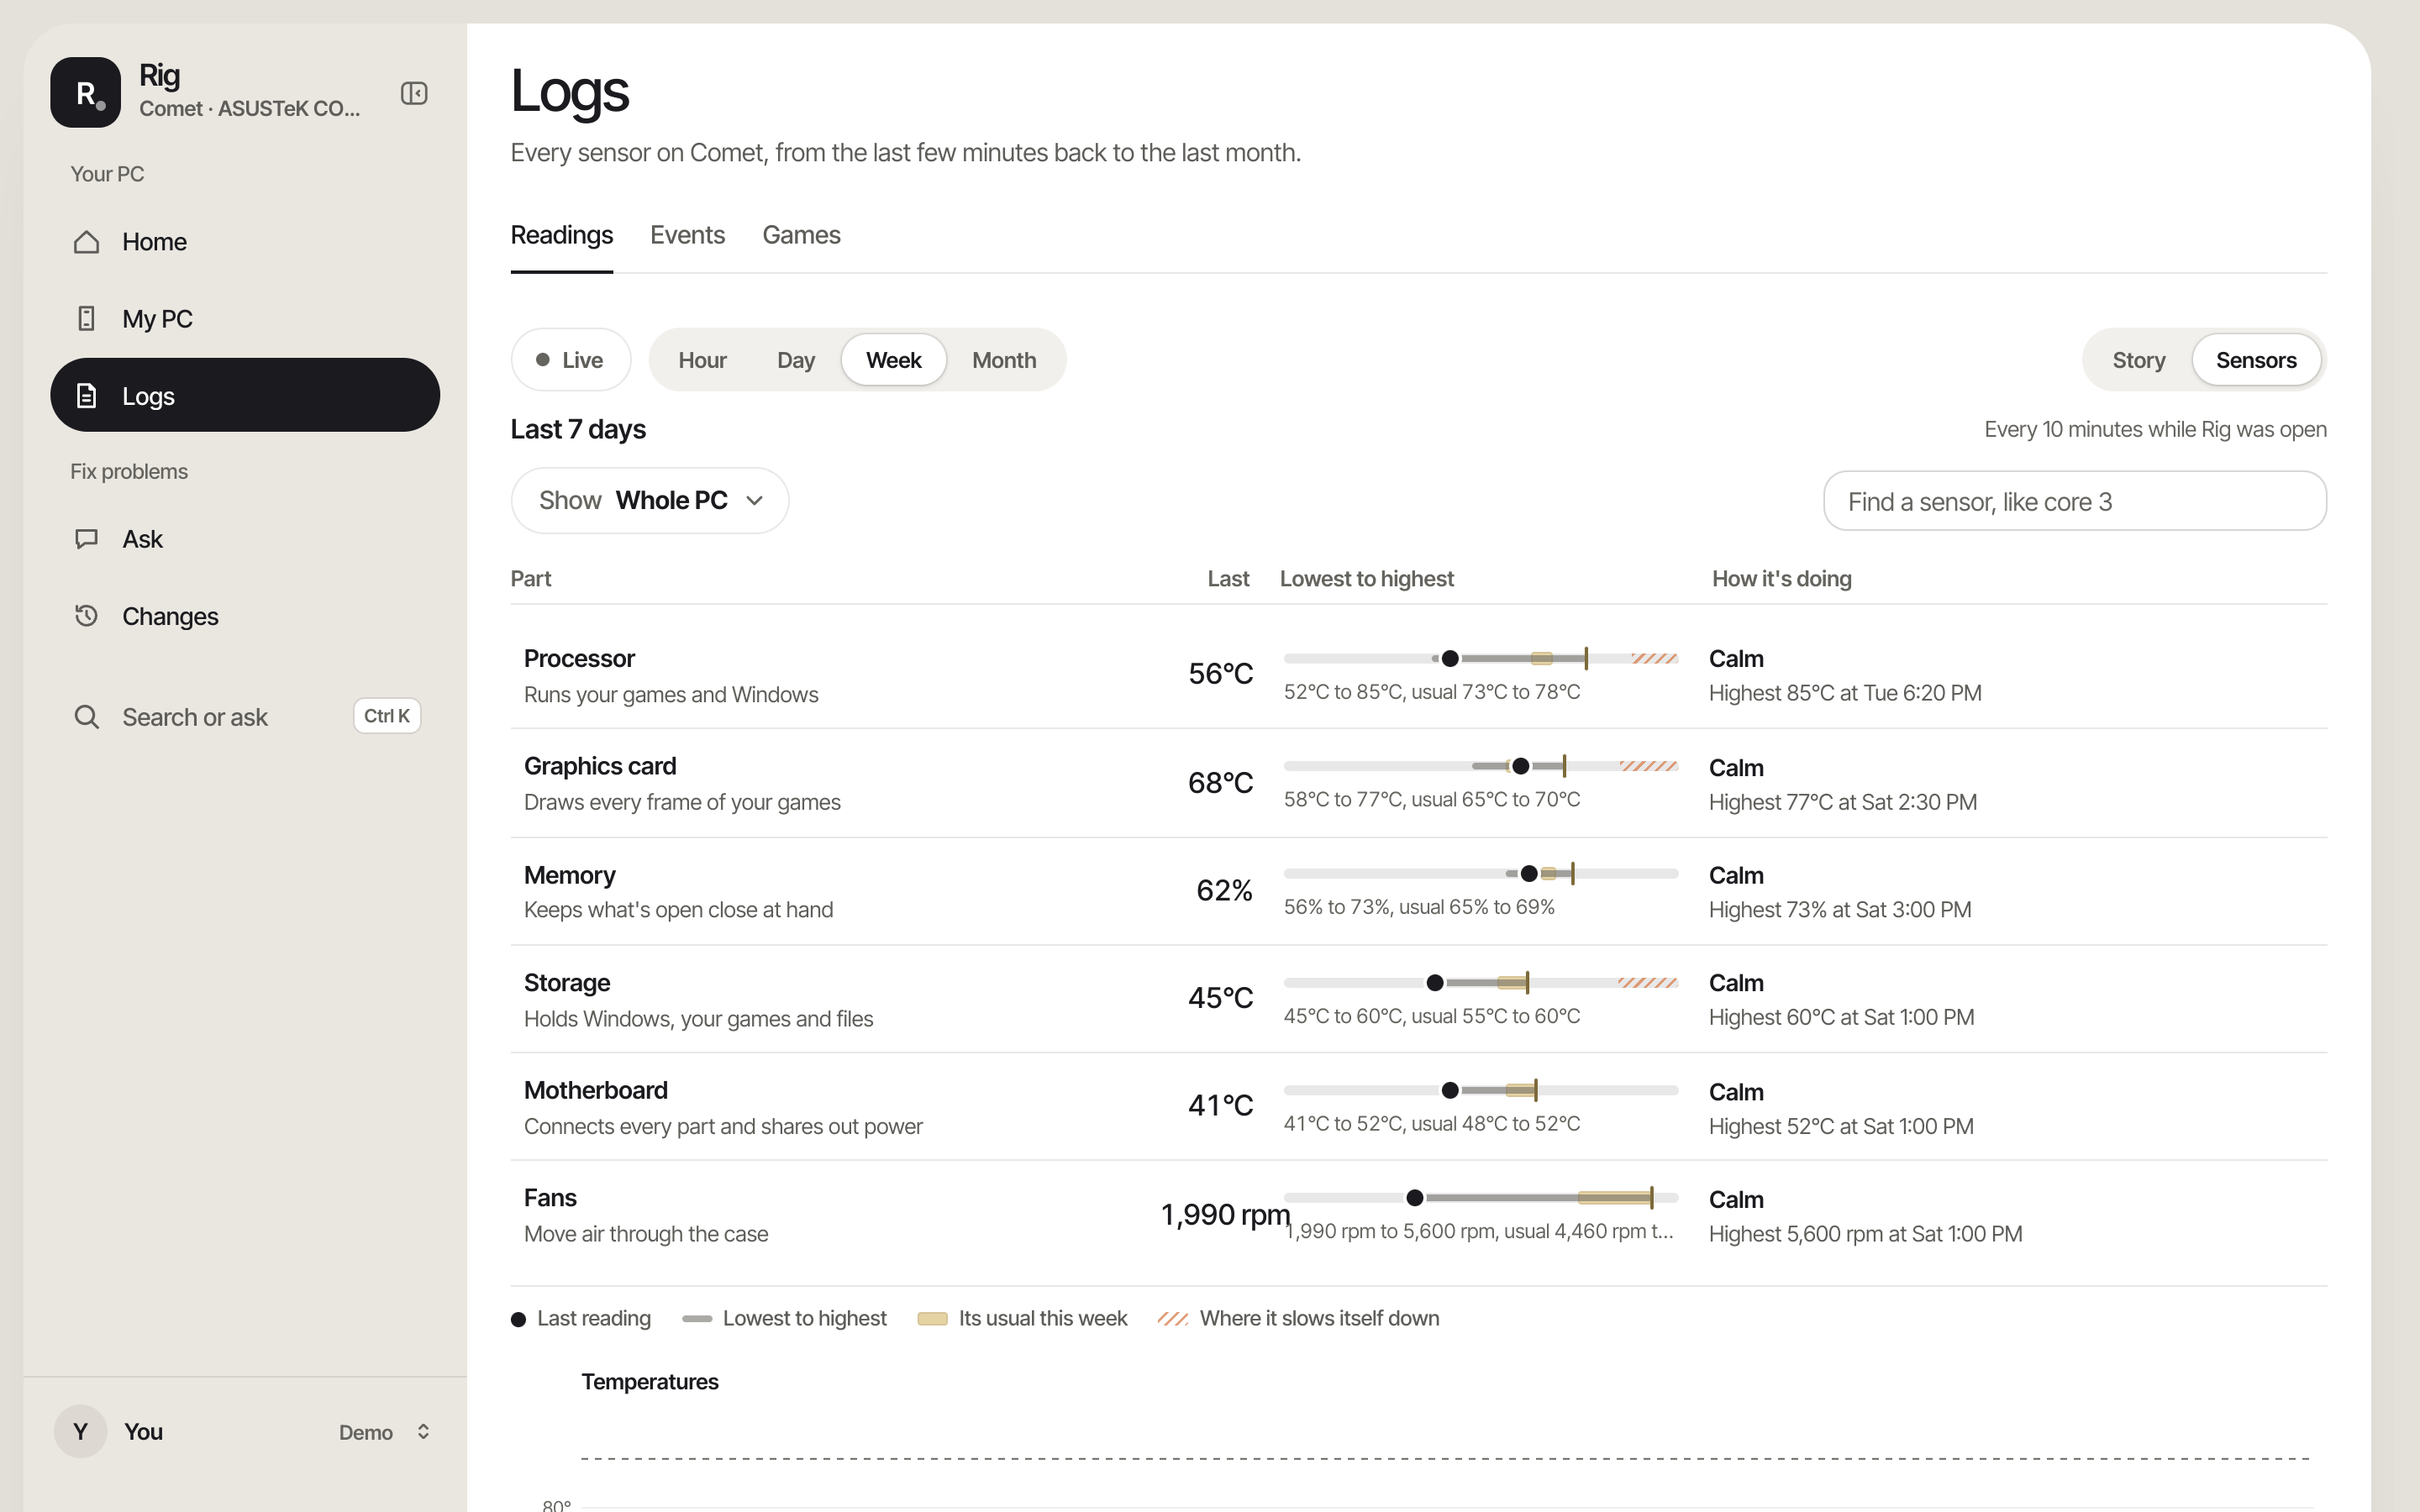 R.
Rig
Comet · ASUSTeK CO...
Your PC
Home
My PC
Logs
Fix problems
Ask
Changes
Search or ask
Ctrl K
Y
You
Demo
Logs
Every sensor on Comet, from the last few minutes back to the last month.
Readings Events Games
Live Hour Day Week Month
Story Sensors
Last 7 days
Every 10 minutes while Rig was open
Show Whole PC
Find a sensor, like core 3
Part Last Lowest to highest How it's doing
Processor
Runs your games and Windows
56°C
52°C to 85°C, usual 73°C to 78°C
Calm
Highest 85°C at Tue 6:20 PM
Graphics card
Draws every frame of your games
68°C
58°C to 77°C, usual 65°C to 70°C
Calm
Highest 77°C at Sat 2:30 PM
Memory
Keeps what's open close at hand
62%
56% to 73%, usual 65% to 69%
Calm
Highest 73% at Sat 3:00 PM
Storage
Holds Windows, your games and files
45°C
45°C to 60°C, usual 55°C to 60°C
Calm
Highest 60°C at Sat 1:00 PM
Motherboard
Connects every part and shares out power
41°C
41°C to 52°C, usual 48°C to 52°C
Calm
Highest 52°C at Sat 1:00 PM
Fans
Move air through the case
1,990 rpm
1,990 rpm to 5,600 rpm, usual 4,460 rpm t...
Calm
Highest 5,600 rpm at Sat 1:00 PM
Last reading Lowest to highest Its usual this week Where it slows itself down
Temperatures
80°